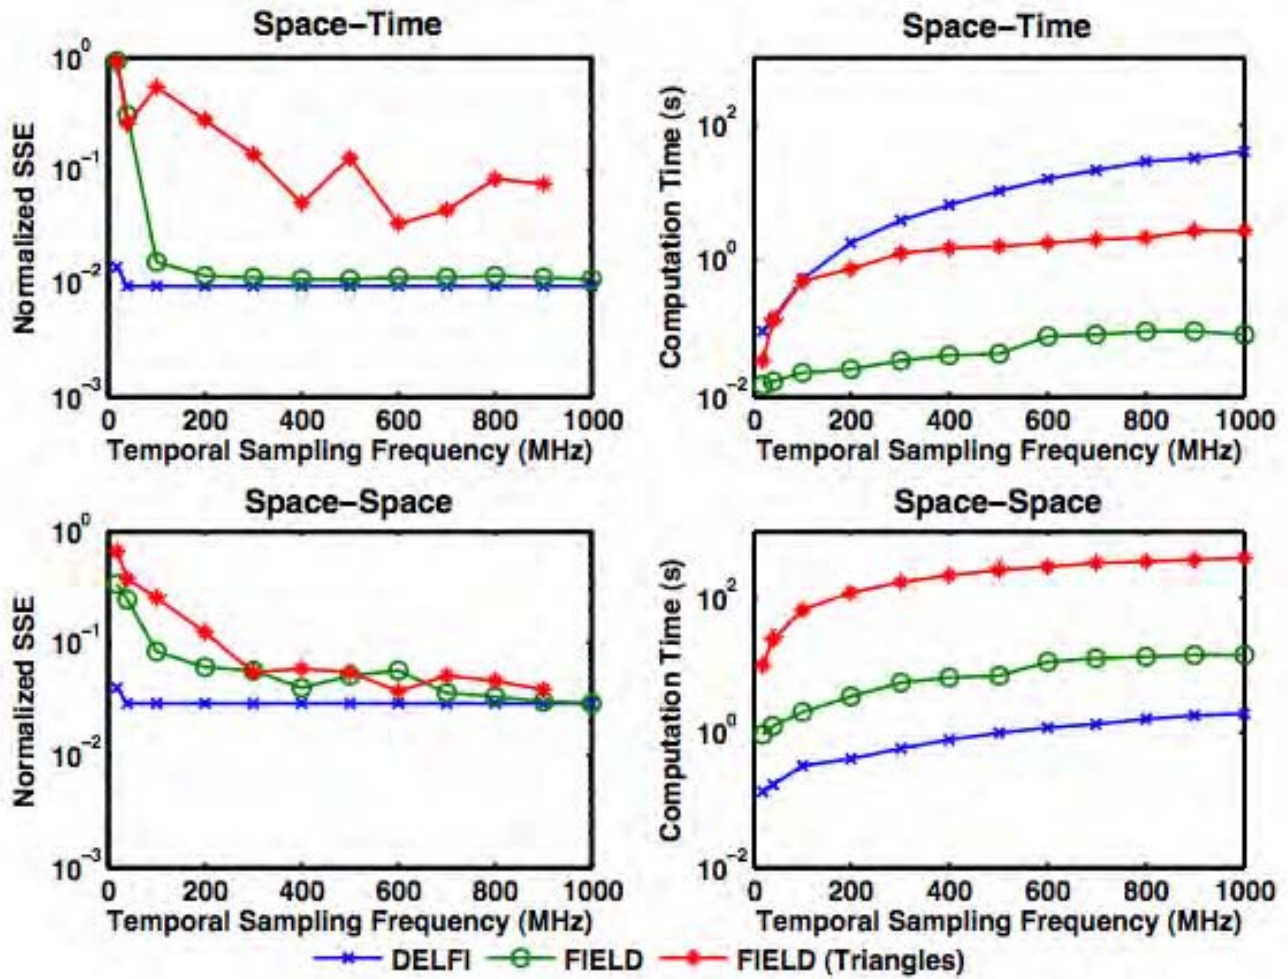 Space–Time
Normalized SSE
10^0
10^-1
10^-2
10^-3
0 200 400 600 800 1000
Temporal Sampling Frequency (MHz)
Space–Time
Computation Time (s)
10^2
10^0
10^-2
0 200 400 600 800 1000
Temporal Sampling Frequency (MHz)
Space–Space
Normalized SSE
10^0
10^-1
10^-2
10^-3
0 200 400 600 800 1000
Temporal Sampling Frequency (MHz)
Space–Space
Computation Time (s)
10^2
10^0
10^-2
0 200 400 600 800 1000
Temporal Sampling Frequency (MHz)
DELFI FIELD FIELD (Triangles)